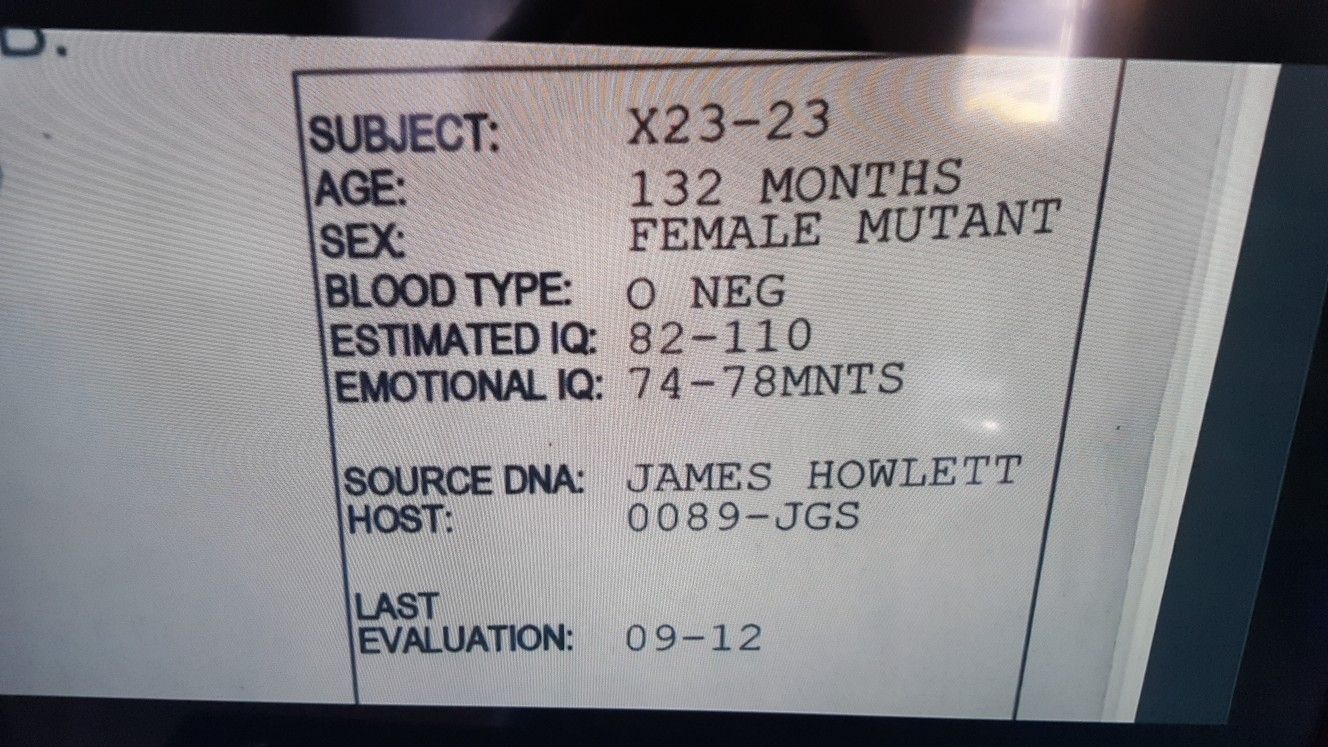 B.
SUBJECT: X23-23
AGE: 132 MONTHS
SEX: FEMALE MUTANT
BLOOD TYPE: O NEG
ESTIMATED IQ: 82-110
EMOTIONAL IQ: 74-78MNTS
SOURCE DNA: JAMES HOWLETT
HOST: 0089-JGS
LAST
EVALUATION: 09-12